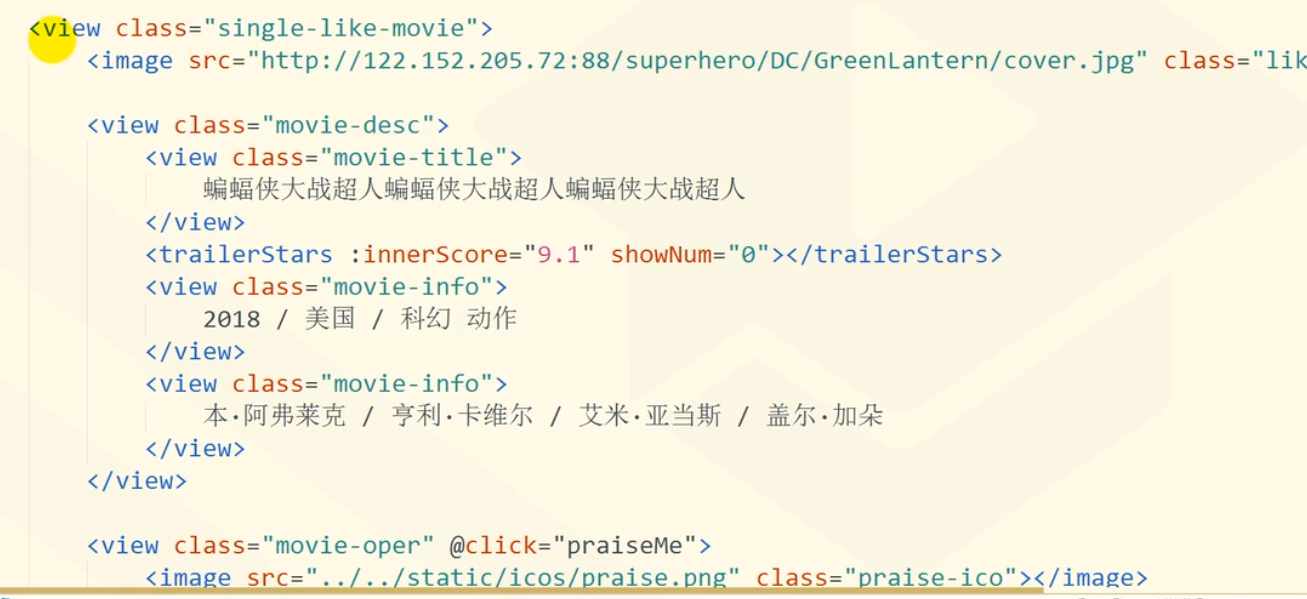 <view class="single-like-movie">
<image src="http://122.152.205.72:88/superhero/DC/GreenLantern/cover.jpg" class="lik
<view class="movie-desc">
<view class="movie-title">
蝙蝠侠大战超人蝙蝠侠大战超人蝙蝠侠大战超人
</view>
<trailerStars :innerScore="9.1" showNum="0"></trailerStars>
<view class="movie-info">
2018 / 美国 / 科幻 动作
</view>
<view class="movie-info">
本·阿弗莱克 / 亨利·卡维尔 / 艾米·亚当斯 / 盖尔·加朵
</view>
</view>
<view class="movie-oper" @click="praiseMe">
<image src="../../static/icos/praise.png" class="praise-ico"></image>